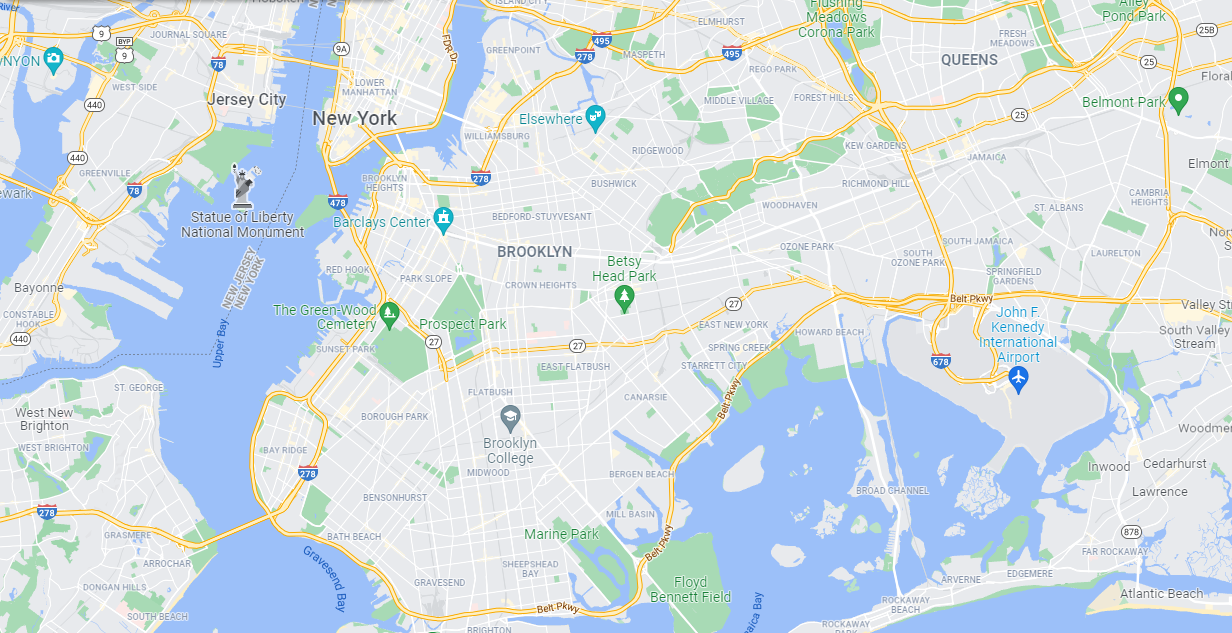 ISLAND CITY
Flushing
Meadows
Corona Park
Alley
Pond Park
9
JOURNAL SQUARE
BYP
9
9A
FDR Dr
GREENPOINT
495
278
MASPETH
495
ELMHURST
REGO PARK
FRESH
MEADOWS
25B
QUEENS
25
78
WEST SIDE
LOWER
MANHATTAN
Jersey City
440
New York
Elsewhere
MIDDLE VILLAGE
FOREST HILLS
25
Belmont Park
WILLIAMSBURG
RIDGEWOOD
KEW GARDENS
JAMAICA
Elmont
440
GREENVILLE
78
278
BROOKLYN
HEIGHTS
BUSHWICK
RICHMOND HILL
CAMBRIA
HEIGHTS
478
Statue of Liberty
National Monument
Barclays Center
BEDFORD-STUYVESANT
WOODHAVEN
ST. ALBANS
BROOKLYN
OZONE PARK
SOUTH JAMAICA
SOUTH
OZONE PARK
LAURELTON
NEW JERSEY
NEW YORK
RED HOOK
PARK SLOPE
CROWN HEIGHTS
Betsy
Head Park
SPRINGFIELD
GARDENS
Bayonne
27
Belt Pkwy
Valley St
CONSTABLE
HOOK
440
The Green-Wood
Cemetery
Prospect Park
EAST NEW YORK
HOWARD BEACH
John F.
Kennedy
International
Airport
South Valley
Stream
Upper Bay
SUNSET PARK
27
27
SPRING CREEK
678
EAST FLATBUSH
STARRETT CITY
ST. GEORGE
FLATBUSH
CANARSIE
Belt Pkwy
West New
Brighton
BOROUGH PARK
Brooklyn
College
WEST BRIGHTON
BAY RIDGE
278
MIDWOOD
BERGEN BEACH
Inwood
Cedarhurst
Lawrence
BROAD CHANNEL
278
BENSONHURST
MILL BASIN
GRASMERE
BATH BEACH
Marine Park
Belt Pkwy
878
FAR ROCKAWAY
ARROCHAR
Gravesend Bay
SHEEPSHEAD
BAY
GRAVESEND
Floyd
Bennett Field
EDGEMERE
ARVERNE
DONGAN HILLS
Atlantic Beach
SOUTH BEACH
Belt Pkwy
ROCKAWAY
BEACH
BRIGHTON
ROCKAWAY